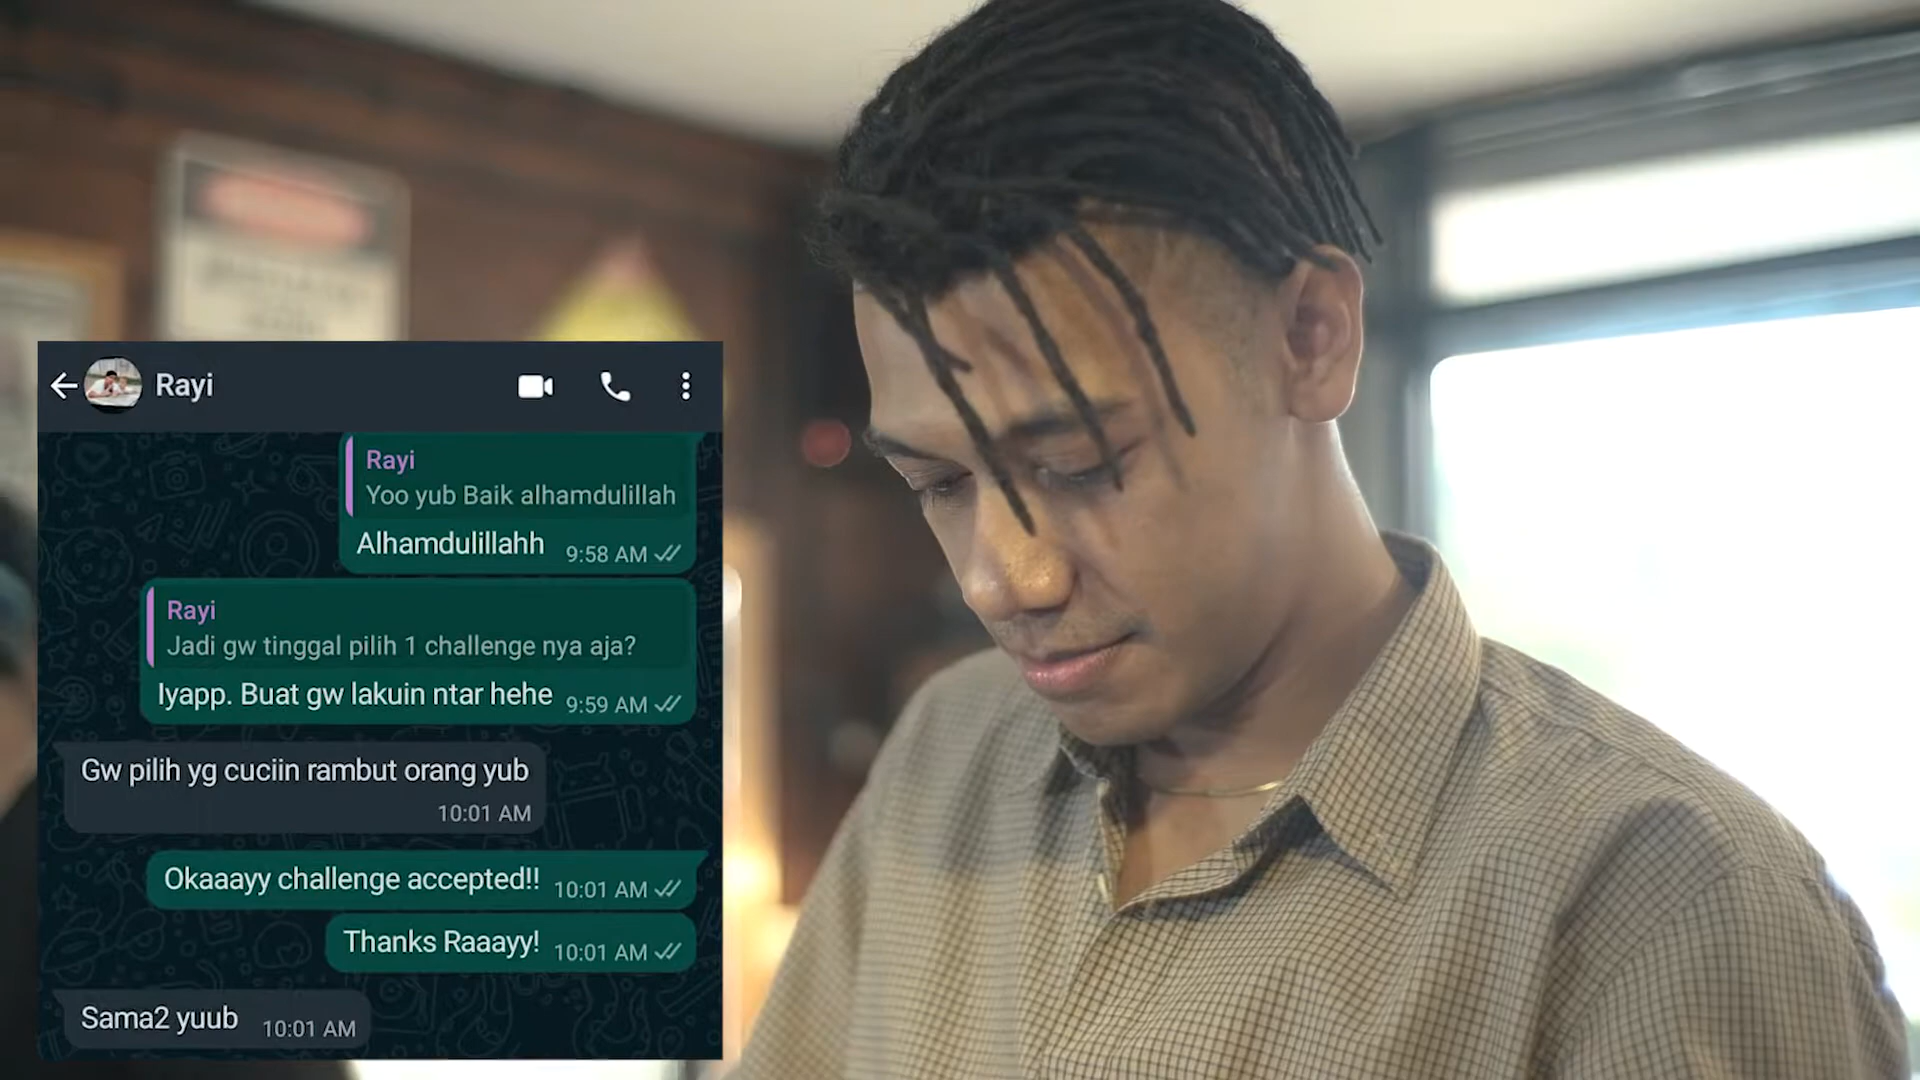 Rayi
Rayi
Yoo yub Baik alhamdulillah
Alhamdulillahh 9:58 AM
Rayi
Jadi gw tinggal pilih 1 challenge nya aja?
Iyapp. Buat gw lakuin ntar hehe 9:59 AM
Gw pilih yg cuciin rambut orang yub
10:01 AM
Okaaayy challenge accepted!! 10:01 AM
Thanks Raaayy! 10:01 AM
Sama2 yuub 10:01 AM